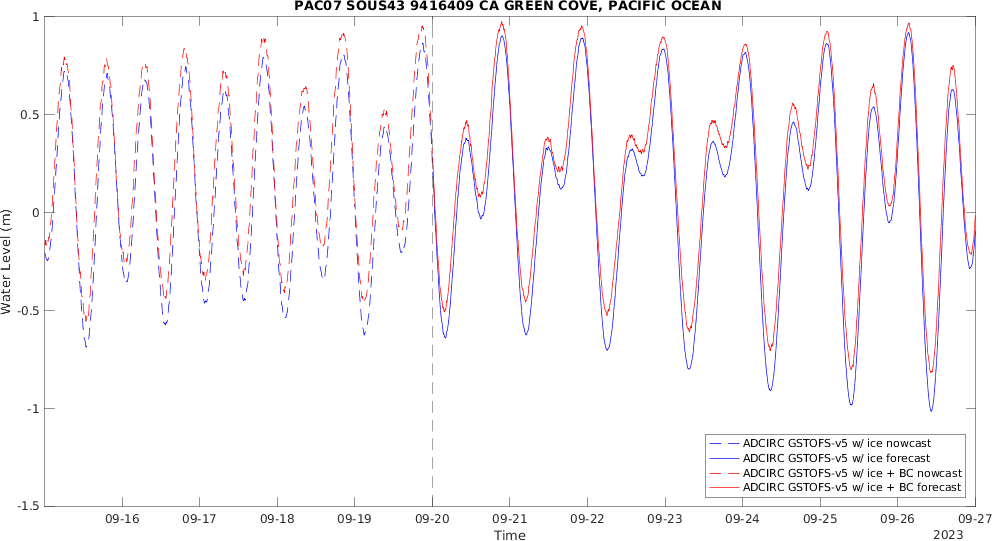 PAC07 SOUS43 9416409 CA GREEN COVE, PACIFIC OCEAN
1
0.5
0
-0.5
-1
-1.5
Water Level (m)
ADCIRC GSTOFS-v5 w/ ice nowcast
ADCIRC GSTOFS-v5 w/ ice forecast
ADCIRC GSTOFS-v5 w/ ice + BC nowcast
ADCIRC GSTOFS-v5 w/ ice + BC forecast
09-16 09-17 09-18 09-19 09-20 09-21 09-22 09-23 09-24 09-25 09-26 09-27
Time
2023